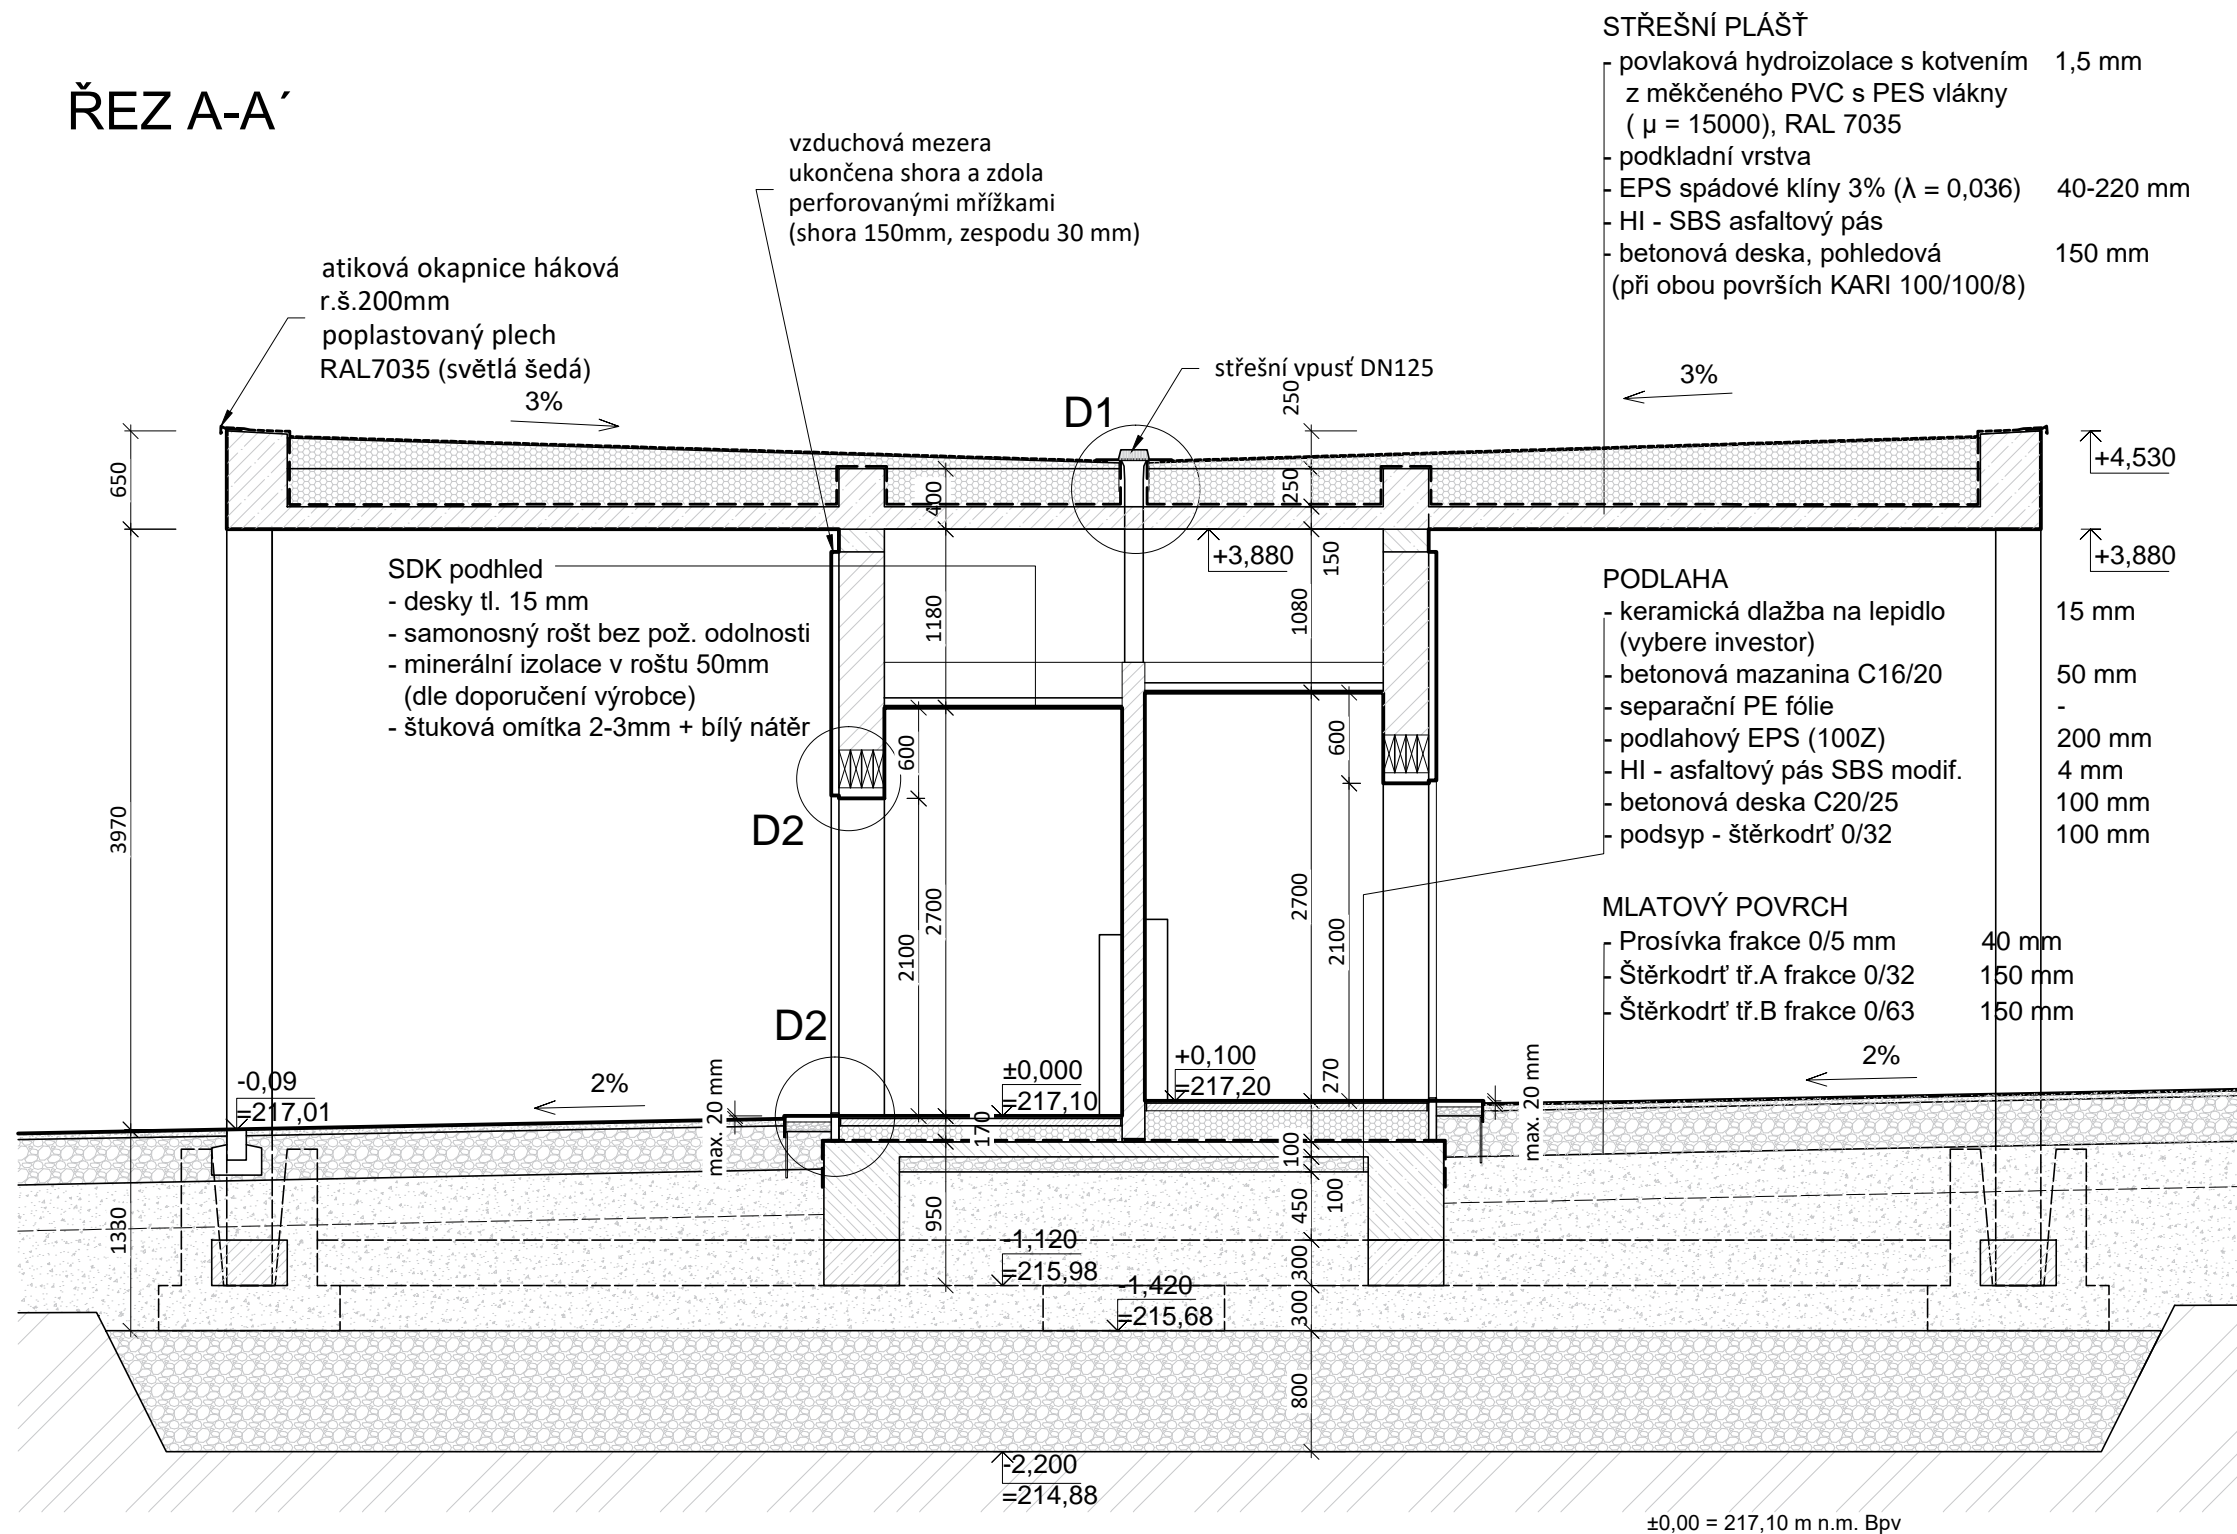 ŘEZ A-A´
STŘEŠNÍ PLÁŠŤ
- povlaková hydroizolace s kotvením 1,5 mm
z měkčeného PVC s PES vlákny
( μ = 15000), RAL 7035
- podkladní vrstva
- EPS spádové klíny 3% (λ = 0,036) 40-220 mm
- HI - SBS asfaltový pás
- betonová deska, pohledová 150 mm
(při obou površích KARI 100/100/8)
vzduchová mezera
ukončena shora a zdola
perforovanými mřížkami
(shora 150mm, zespodu 30 mm)
atiková okapnice háková
r.š.200mm
poplastovaný plech
RAL7035 (světlá šedá)
střešní vpusť DN125
3%
3%
D1
250
650
400
250
+4,530
+3,880
+3,880
150
SDK podhled
- desky tl. 15 mm
- samonosný rošt bez pož. odolnosti
- minerální izolace v roštu 50mm
(dle doporučení výrobce)
- štuková omítka 2-3mm + bílý nátěr
1180
1080
PODLAHA
- keramická dlažba na lepidlo 15 mm
(vybere investor)
- betonová mazanina C16/20 50 mm
- separační PE fólie -
- podlahový EPS (100Z) 200 mm
- HI - asfaltový pás SBS modif. 4 mm
- betonová deska C20/25 100 mm
- podsyp - štěrkodrť 0/32 100 mm
600
600
D2
3970
2700
2100
2700
2100
MLATOVÝ POVRCH
- Prosívka frakce 0/5 mm 40 mm
- Štěrkodrť tř.A frakce 0/32 150 mm
- Štěrkodrť tř.B frakce 0/63 150 mm
D2
-0,09
=217,01
2%
max. 20 mm
±0,000
=217,10
+0,100
=217,20
270
max. 20 mm
2%
170
100
1330
950
450
100
-1,120
=215,98
300
-1,420
=215,68
300
800
-2,200
=214,88
±0,00 = 217,10 m n.m. Bpv